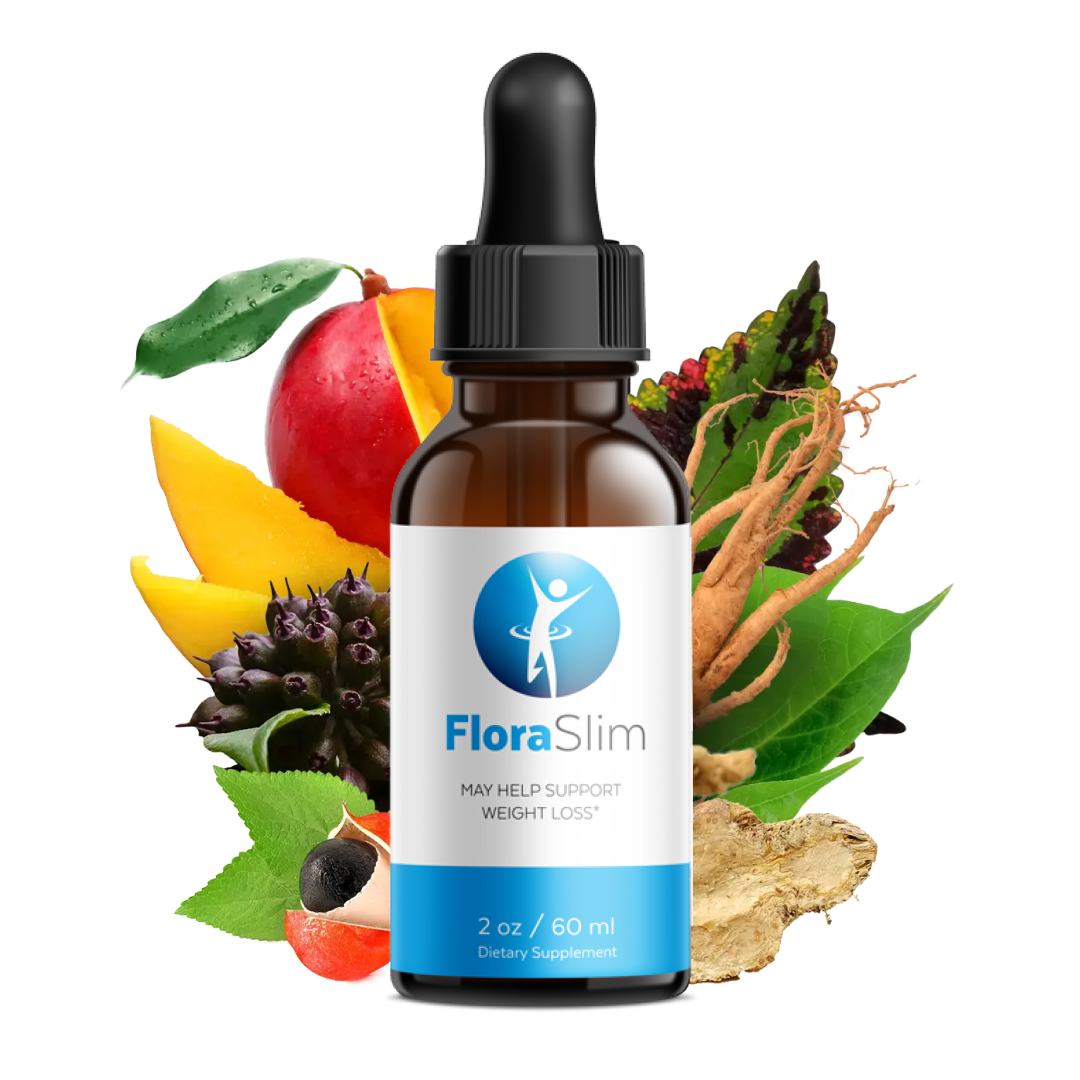 FloraSlim
MAY HELP SUPPORT
WEIGHT LOSS*
2 oz / 60 ml
Dietary Supplement